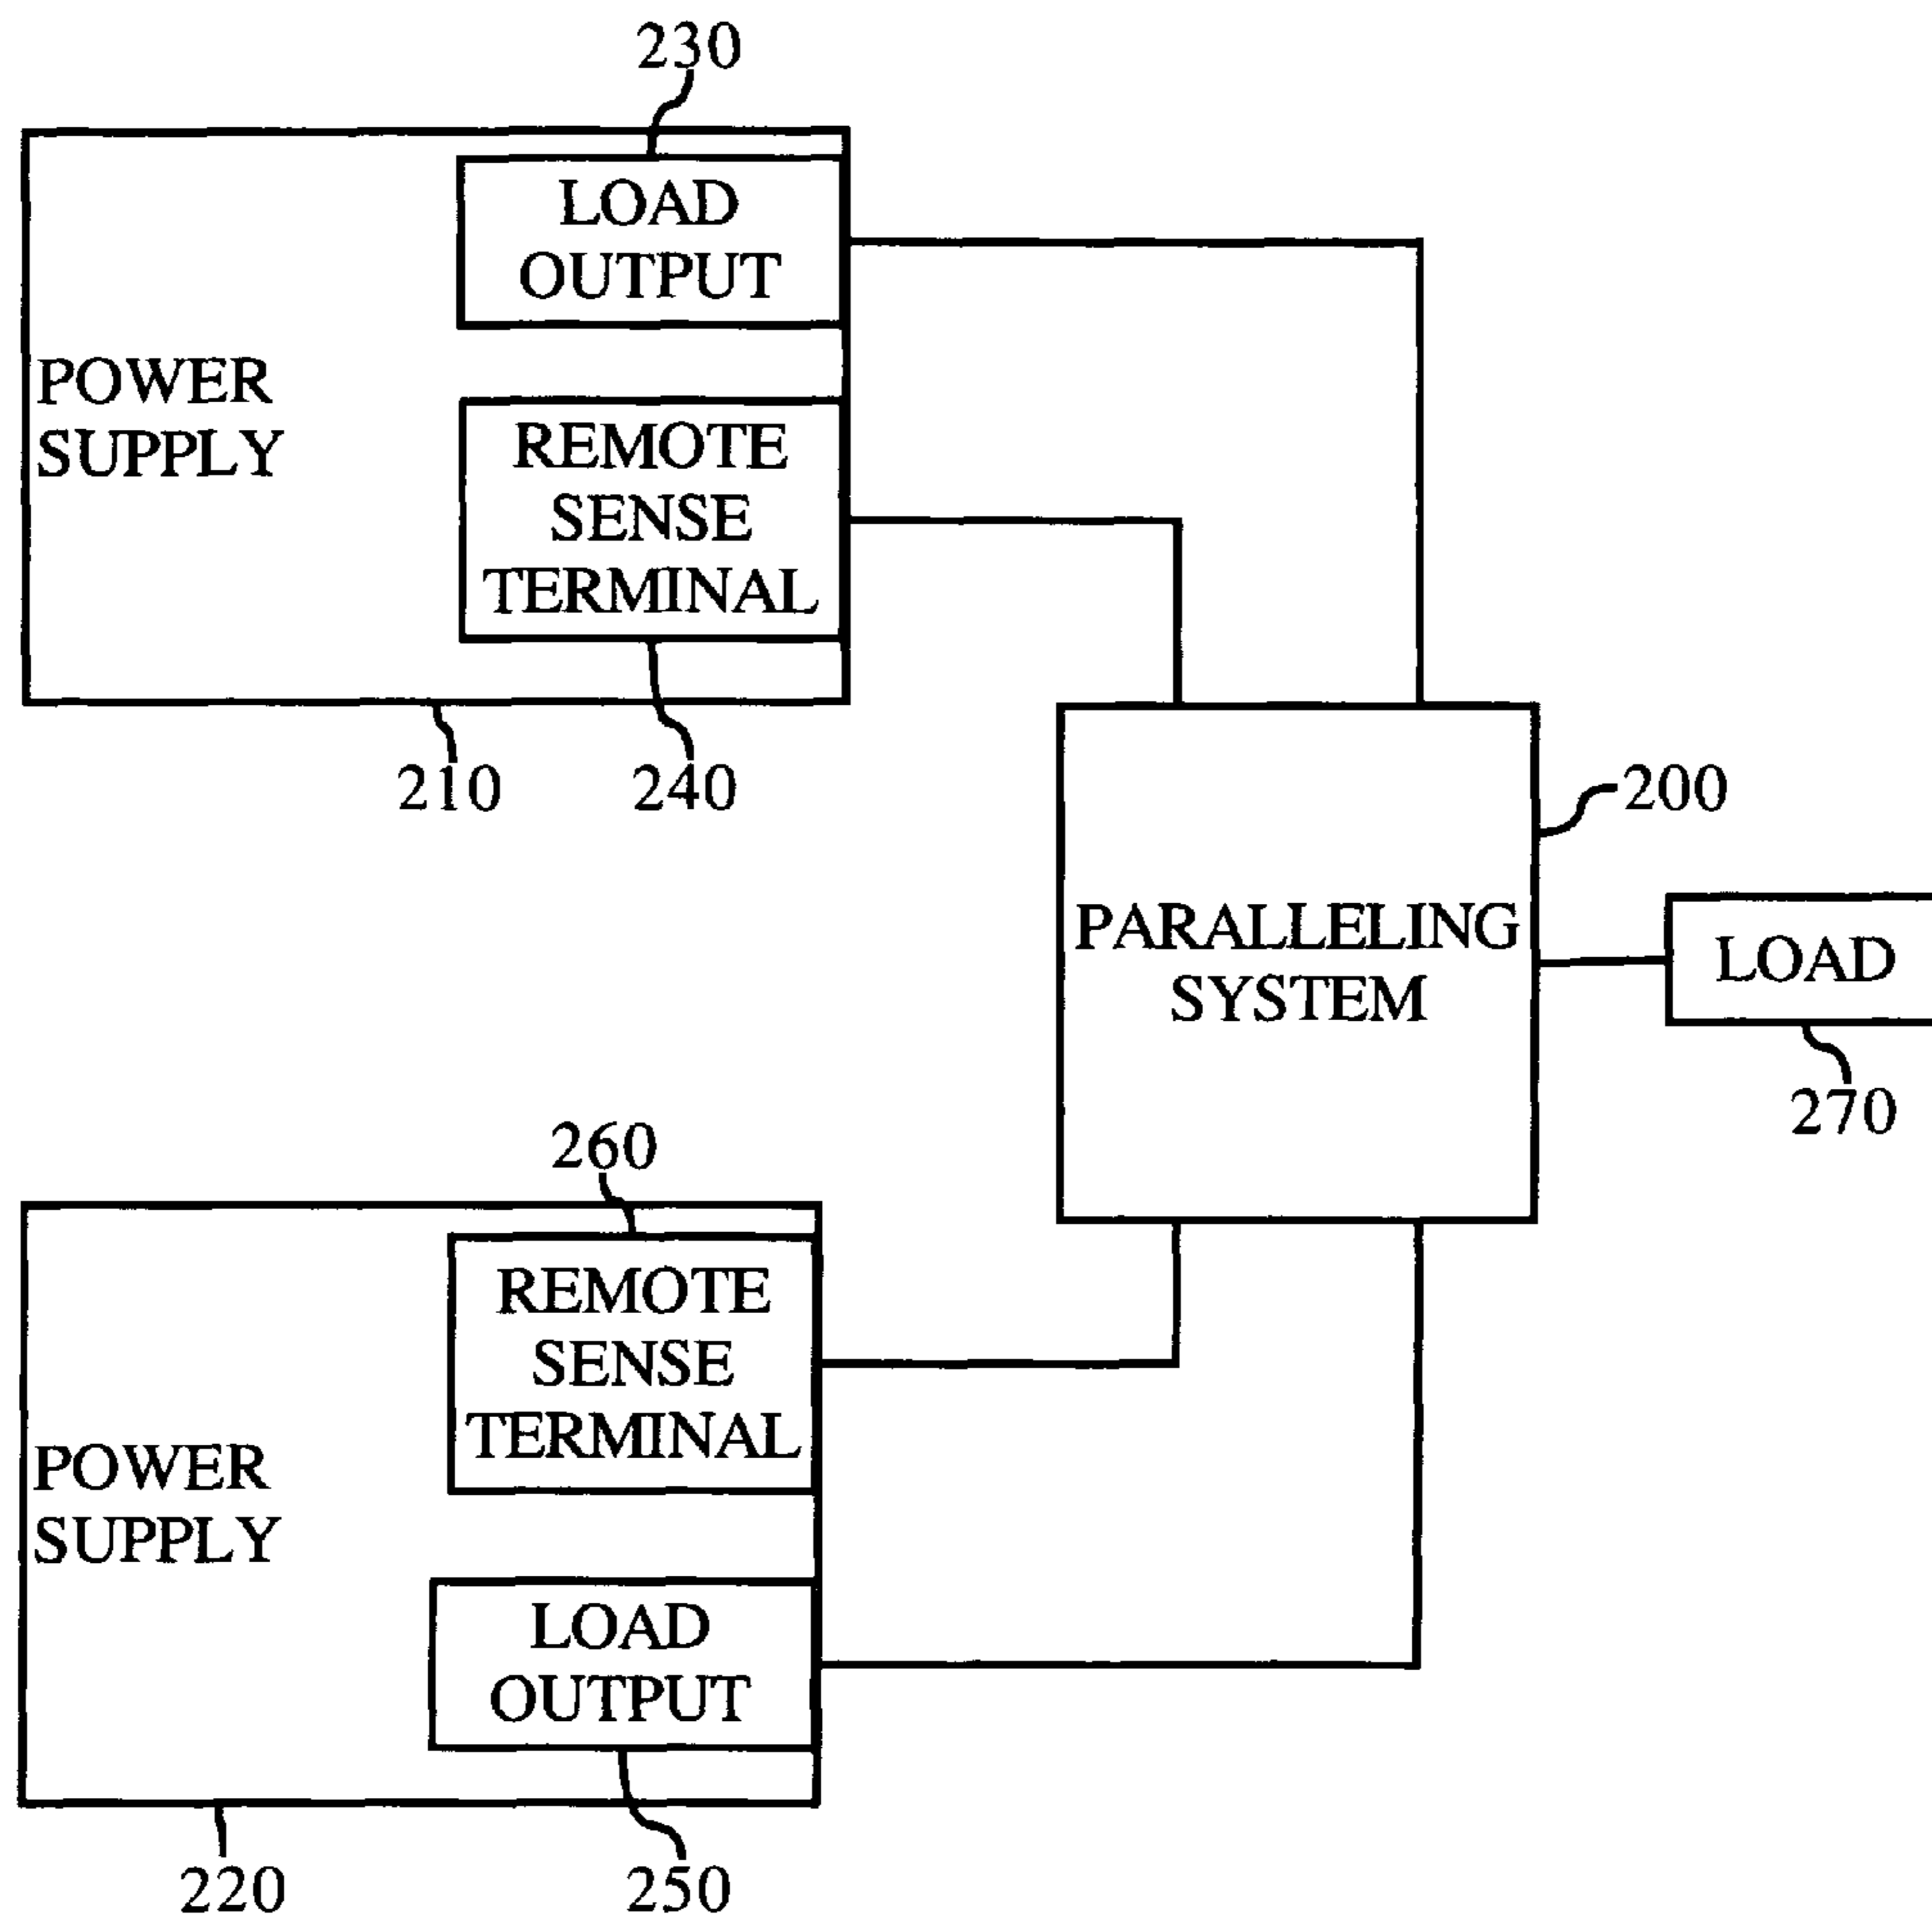 230
LOAD
OUTPUT
POWER
SUPPLY
REMOTE
SENSE
TERMINAL
210
240
200
PARALLELING
SYSTEM
LOAD
270
260
REMOTE
SENSE
TERMINAL
POWER
SUPPLY
LOAD
OUTPUT
220
250